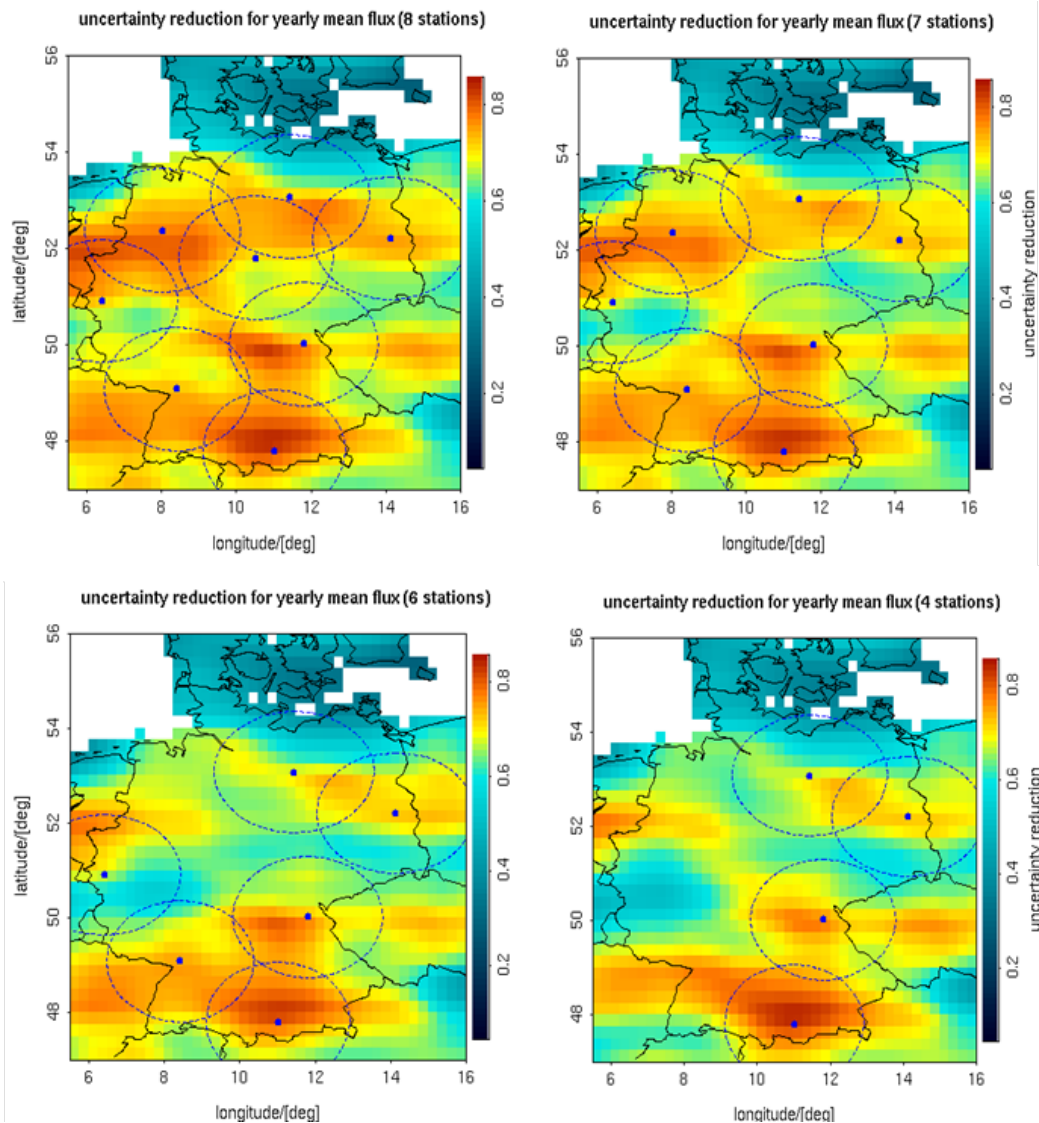 uncertainty reduction for yearly mean flux (8 stations)
56
54
52
50
48
latitude/[deg]
6 8 10 12 14 16
longitude/[deg]
0.8
0.6
0.4
0.2
uncertainty reduction for yearly mean flux (7 stations)
56
54
52
50
48
6 8 10 12 14 16
longitude/[deg]
0.8
0.6
0.4
0.2
uncertainty reduction
uncertainty reduction for yearly mean flux (6 stations)
56
54
52
50
48
latitude/[deg]
6 8 10 12 14 16
longitude/[deg]
0.8
0.6
0.4
0.2
uncertainty reduction for yearly mean flux (4 stations)
56
54
52
50
48
6 8 10 12 14 16
longitude/[deg]
0.8
0.6
0.4
0.2
uncertainty reduction